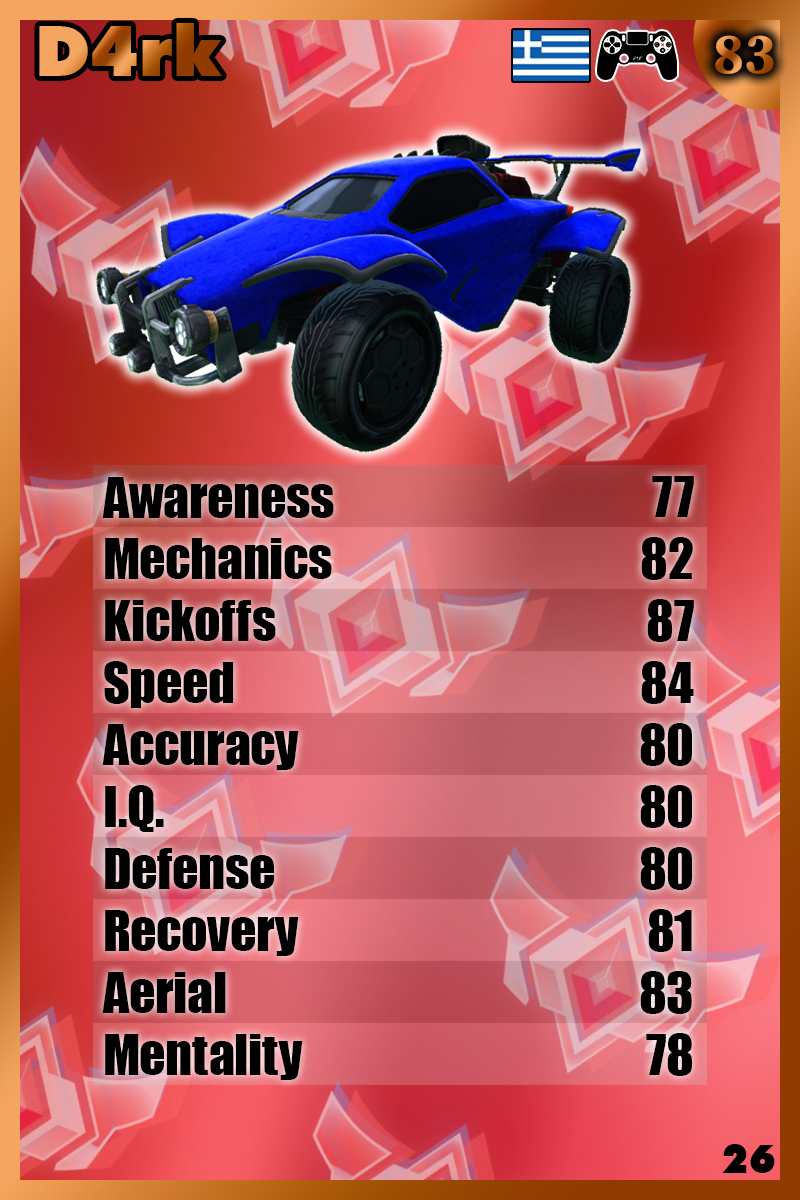 D4rk 83
Awareness 77
Mechanics 82
Kickoffs 87
Speed 84
Accuracy 80
I.Q. 80
Defense 80
Recovery 81
Aerial 83
Mentality 78
26